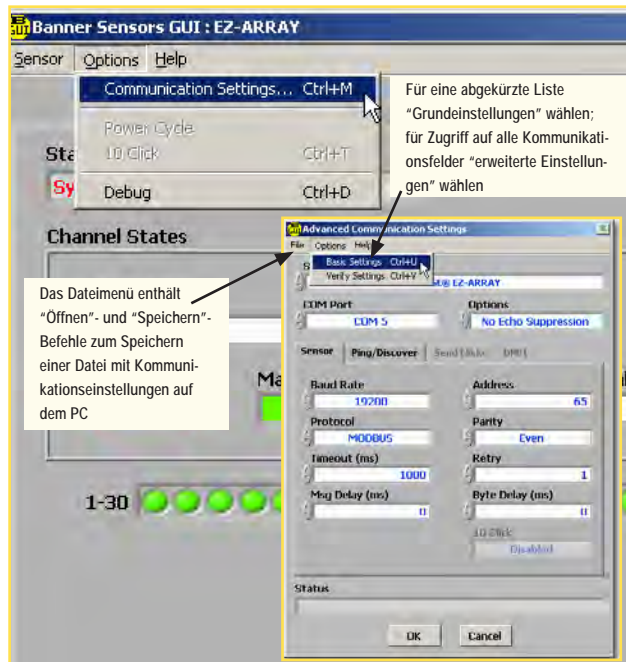 Banner Sensors GUI : EZ-ARRAY
Sensor Options Help
Communication Settings... Ctrl+M
Power Cycle
10 Click Ctrl+T
Debug Ctrl+D
Für eine abgekürzte Liste
“Grundeinstellungen” wählen;
für Zugriff auf alle Kommunikati-
onsfelder “erweiterte Einstellun-
gen” wählen
Sta
Sy
Channel States
Das Dateimenü enthält
“Öffnen”- und “Speichern”-
Befehle zum Speichern
einer Datei mit Kommuni-
kationseinstellungen auf
dem PC
Ma
1-30
Advanced Communication Settings
File Options Help
Basic Settings Ctrl+U
Verify Settings Ctrl+V
EZ-ARRAY
COM Port Options
COM 5 No Echo Suppression
Sensor Ping/Discover
Baud Rate Address
19200 65
Protocol Parity
MODBUS Even
Timeout (ms) Retry
1000 1
Msg Delay (ms) Byte Delay (ms)
0 0
10 Click
Disabled
Status
OK Cancel